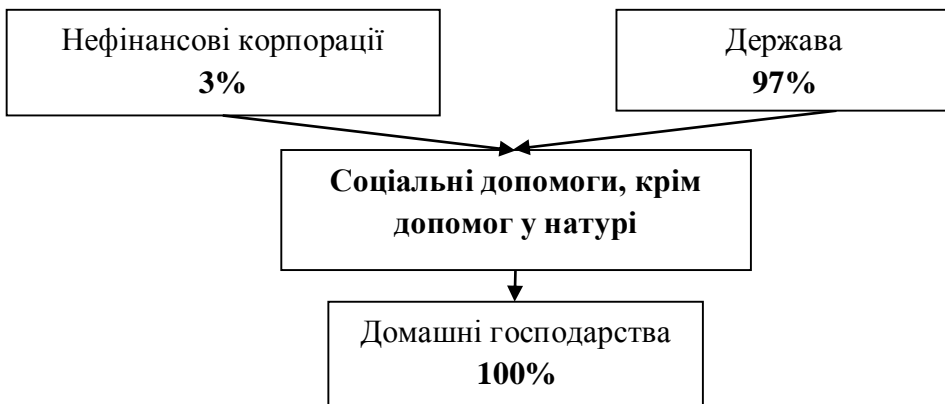 Нефінансові корпорації
3%
Держава
97%
Соціальні допомоги, крім
допомог у натурі
Домашні господарства
100%